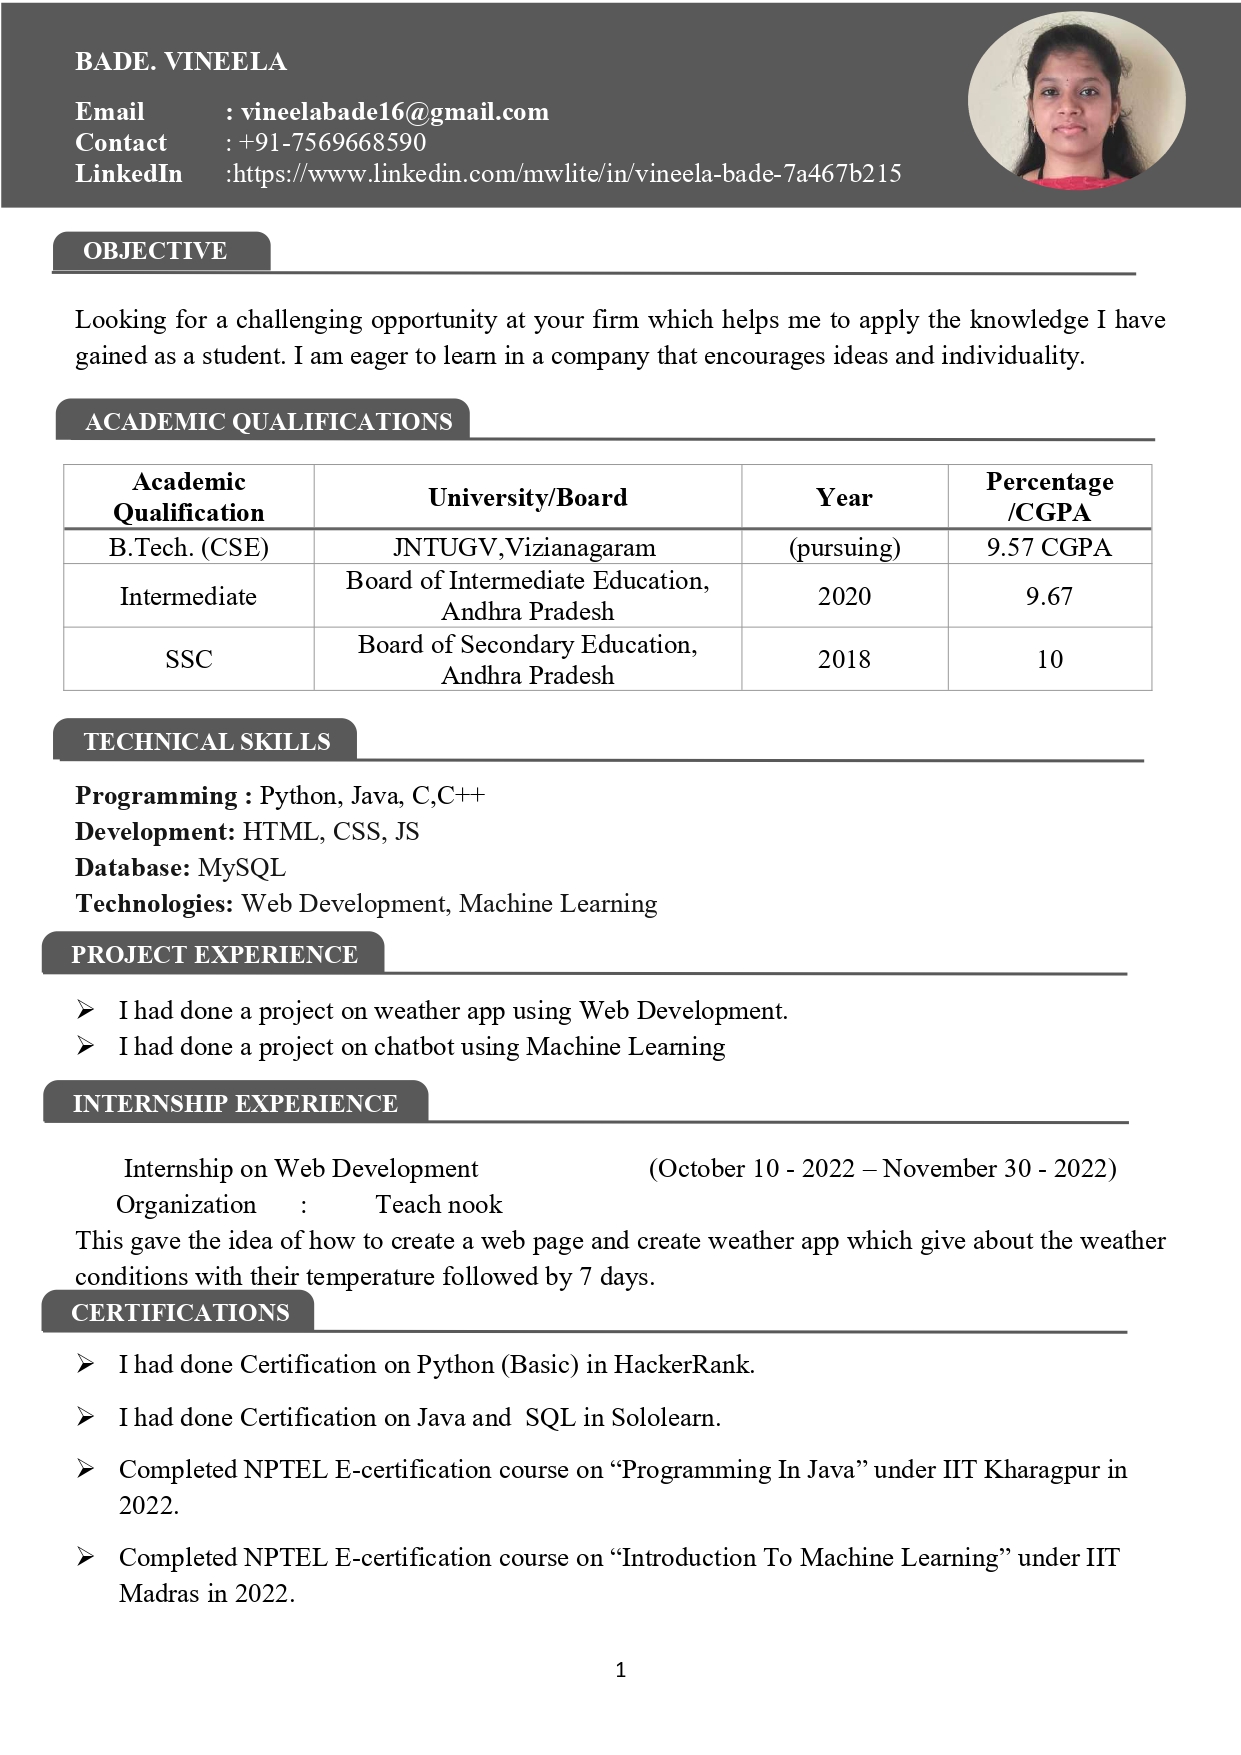 BADE. VINEELA
Email : vineelabade16@gmail.com
Contact : +91-7569668590
LinkedIn :https://www.linkedin.com/mwlite/in/vineela-bade-7a467b215
OBJECTIVE
Looking for a challenging opportunity at your firm which helps me to apply the knowledge I have
gained as a student. I am eager to learn in a company that encourages ideas and individuality.
ACADEMIC QUALIFICATIONS
Academic Qualification University/Board Year Percentage /CGPA
B.Tech. (CSE) JNTUGV,Vizianagaram (pursuing) 9.57 CGPA
Intermediate Board of Intermediate Education, Andhra Pradesh 2020 9.67
SSC Board of Secondary Education, Andhra Pradesh 2018 10
TECHNICAL SKILLS
Programming : Python, Java, C,C++
Development: HTML, CSS, JS
Database: MySQL
Technologies: Web Development, Machine Learning
PROJECT EXPERIENCE
➢ I had done a project on weather app using Web Development.
➢ I had done a project on chatbot using Machine Learning
INTERNSHIP EXPERIENCE
Internship on Web Development (October 10 - 2022 – November 30 - 2022)
Organization : Teach nook
This gave the idea of how to create a web page and create weather app which give about the weather
conditions with their temperature followed by 7 days.
CERTIFICATIONS
➢ I had done Certification on Python (Basic) in HackerRank.
➢ I had done Certification on Java and SQL in Sololearn.
➢ Completed NPTEL E-certification course on “Programming In Java” under IIT Kharagpur in
2022.
➢ Completed NPTEL E-certification course on “Introduction To Machine Learning” under IIT
Madras in 2022.
1